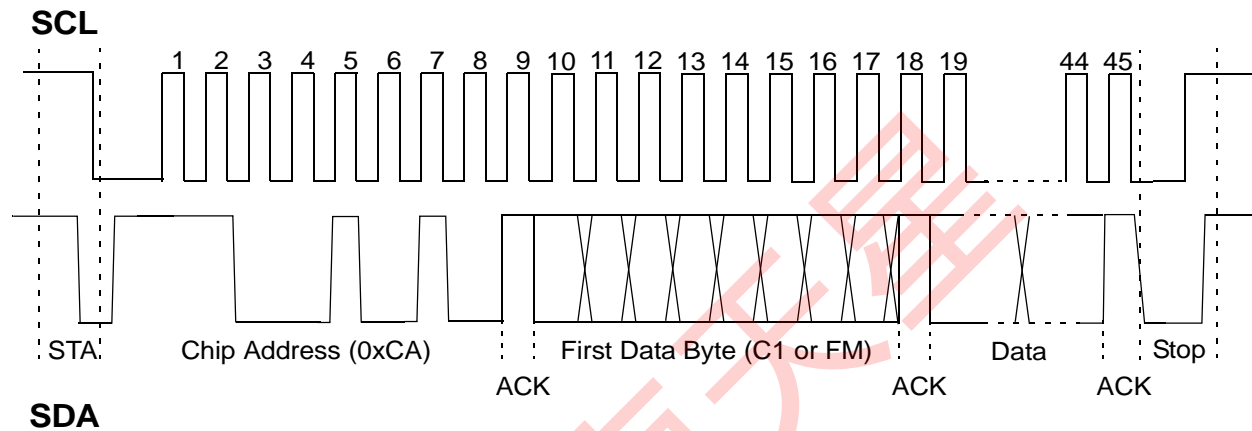 SCL
1 2 3 4 5 6 7 8 9 10 11 12 13 14 15 16 17 18 19 44 45
STA Chip Address (0xCA) First Data Byte (C1 or FM) Data Stop
ACK ACK ACK
SDA
天星